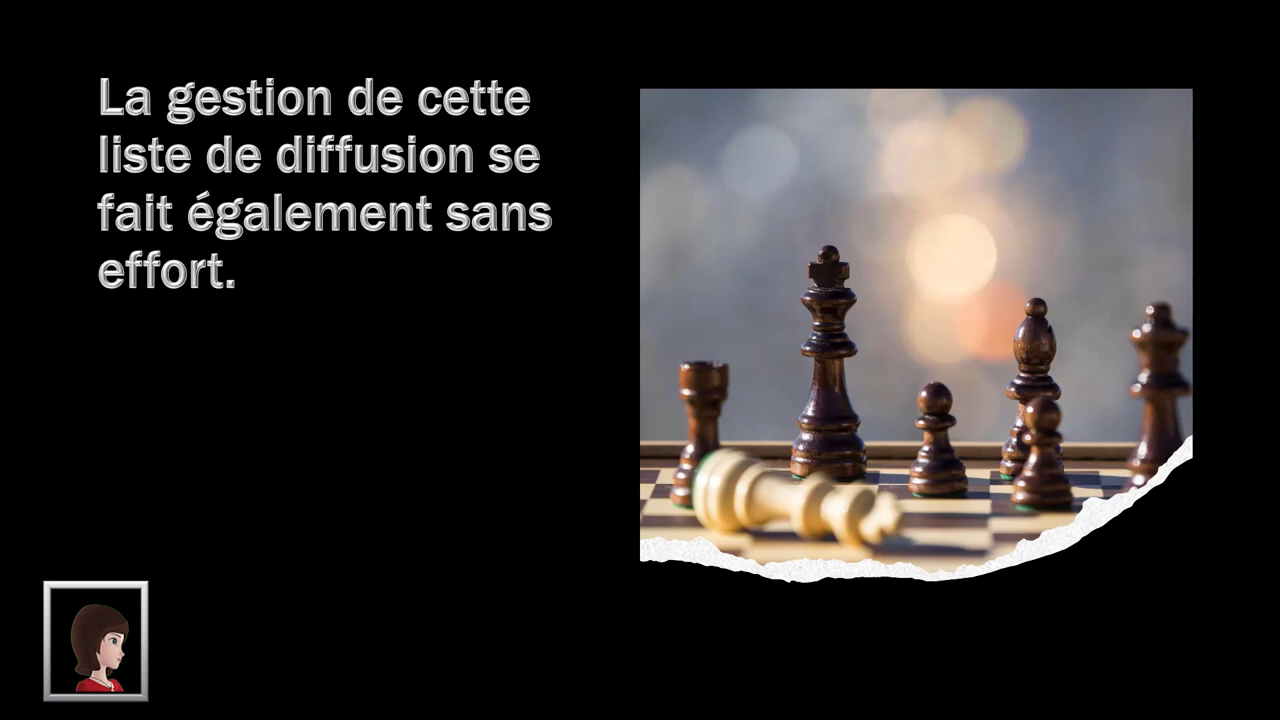 La gestion de cette
liste de diffusion se
fait également sans
effort.